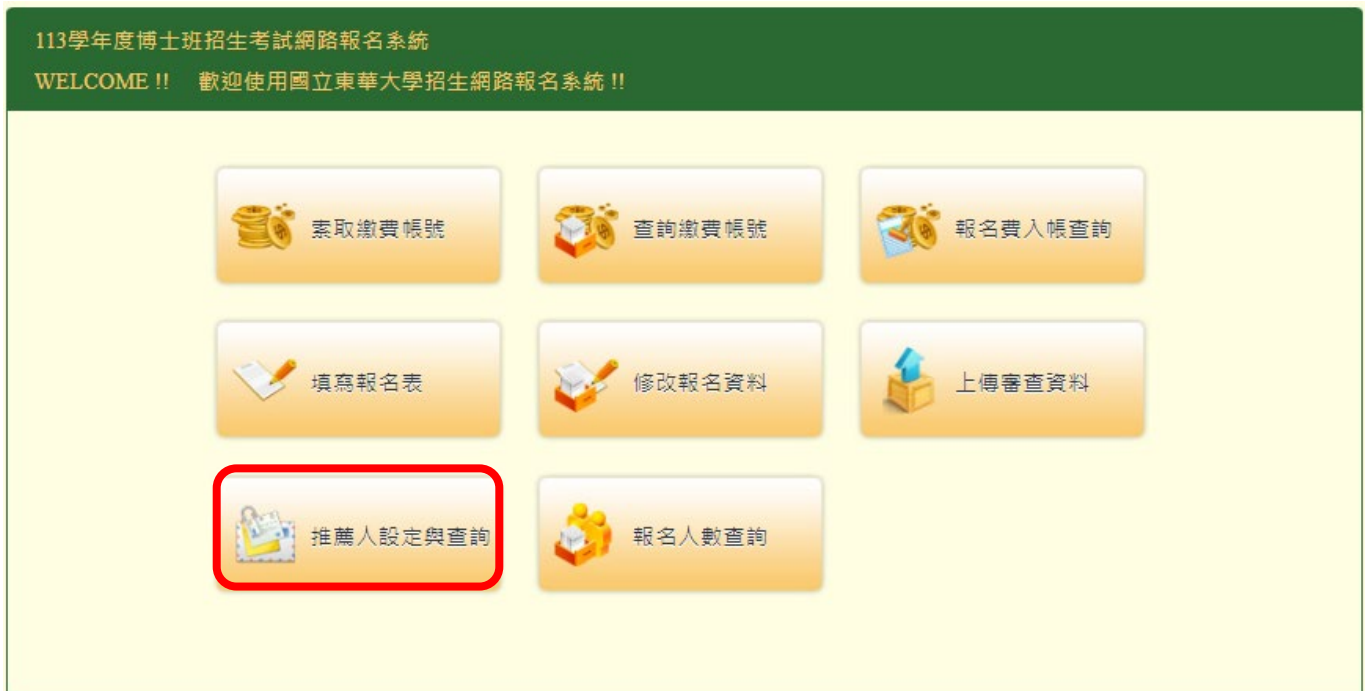 113學年度博士班招生考試網路報名系統
WELCOME !! 歡迎使用國立東華大學招生網路報名系統 !!
索取繳費帳號
查詢繳費帳號
報名費入帳查詢
填寫報名表
修改報名資料
上傳審查資料
推薦人設定與查詢
報名人數查詢